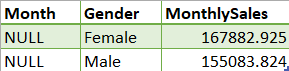 Month Gender MonthlySales
NULL Female 167882.925
NULL Male 155083.824